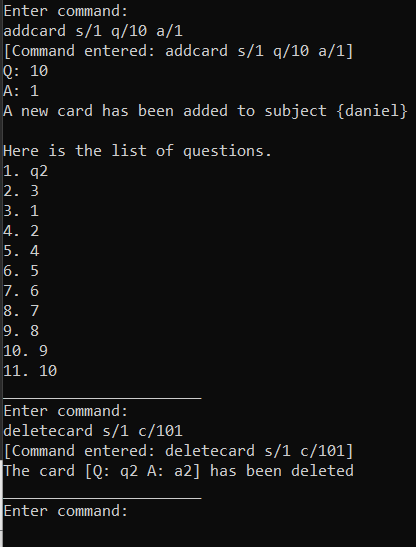 Enter command:
addcard s/1 q/10 a/1
[Command entered: addcard s/1 q/10 a/1]
Q: 10
A: 1
A new card has been added to subject {daniel}
Here is the list of questions.
1. q2
2. 3
3. 1
4. 2
5. 4
6. 5
7. 6
8. 7
9. 8
10. 9
11. 10
______________________
Enter command:
deletecard s/1 c/101
[Command entered: deletecard s/1 c/101]
The card [Q: q2 A: a2] has been deleted
______________________
Enter command: